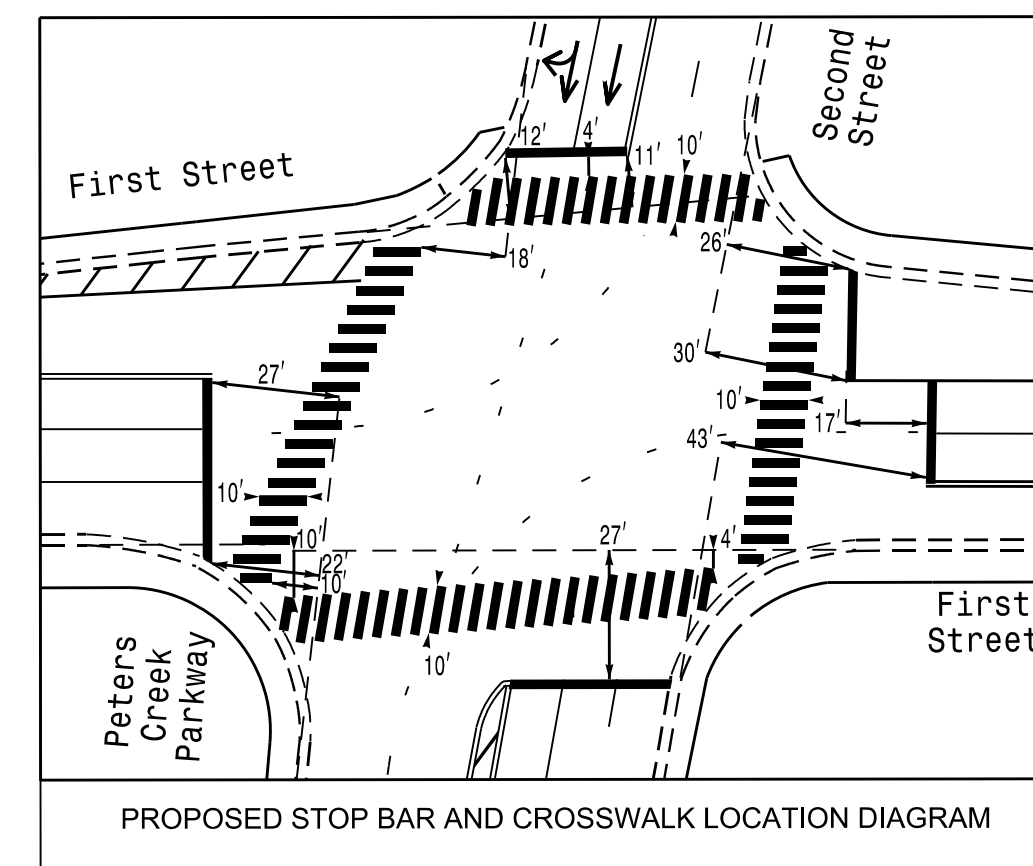 Second
Street
First Street
12'
4'
11'
10'
26'
18'
30'
27'
10'
17'
43'
10'
10'
27'
4'
22'
10'
10'
First
Street
Peters
Creek
Parkway
PROPOSED STOP BAR AND CROSSWALK LOCATION DIAGRAM